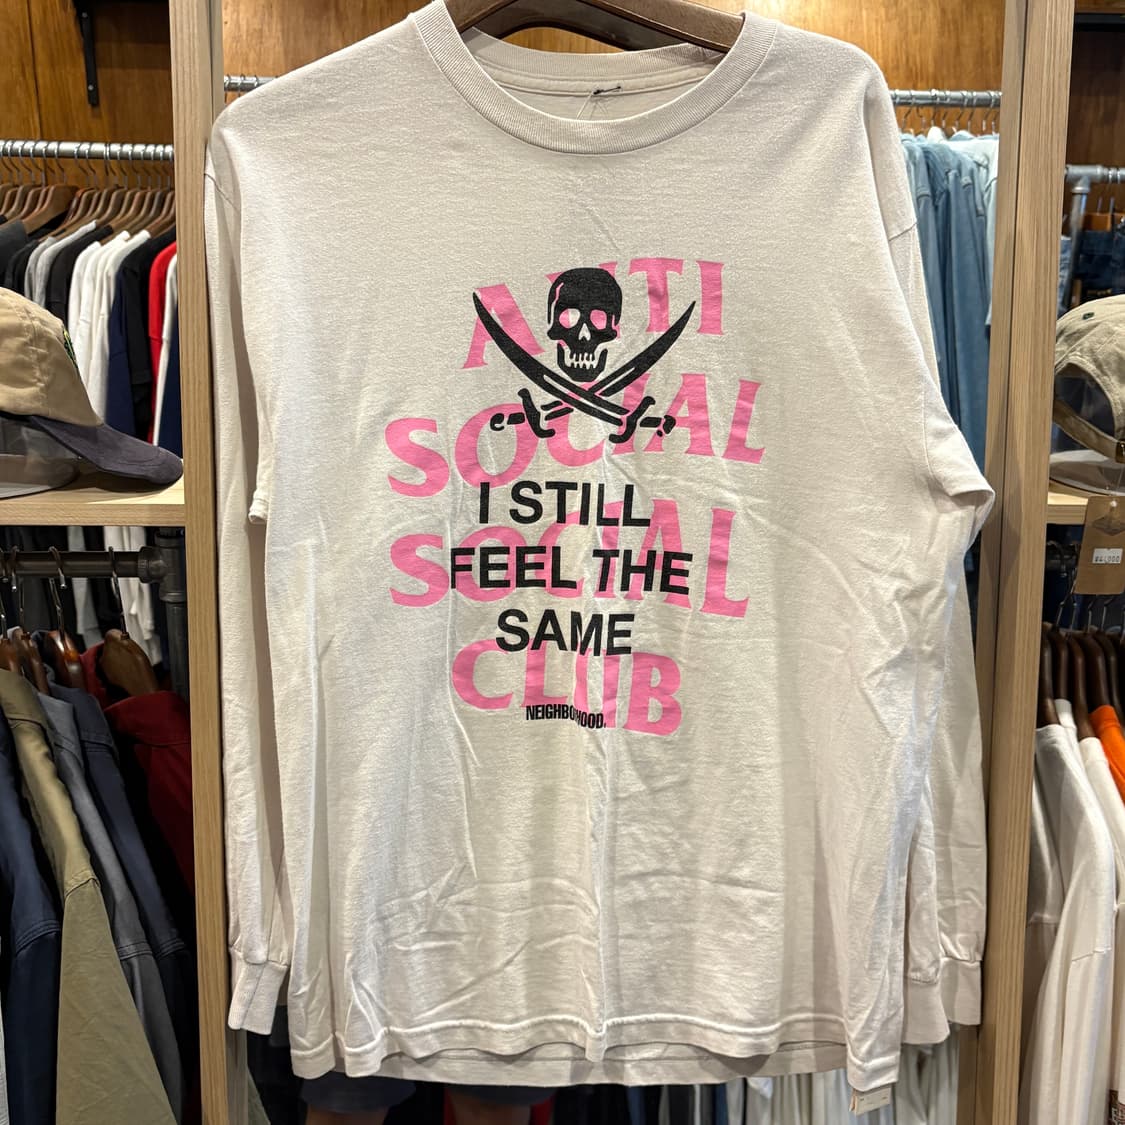 ANTI
SOCIAL
I STILL
SOCIAL
FEEL THE
SAME
CLUB
NEIGHBORHOOD.